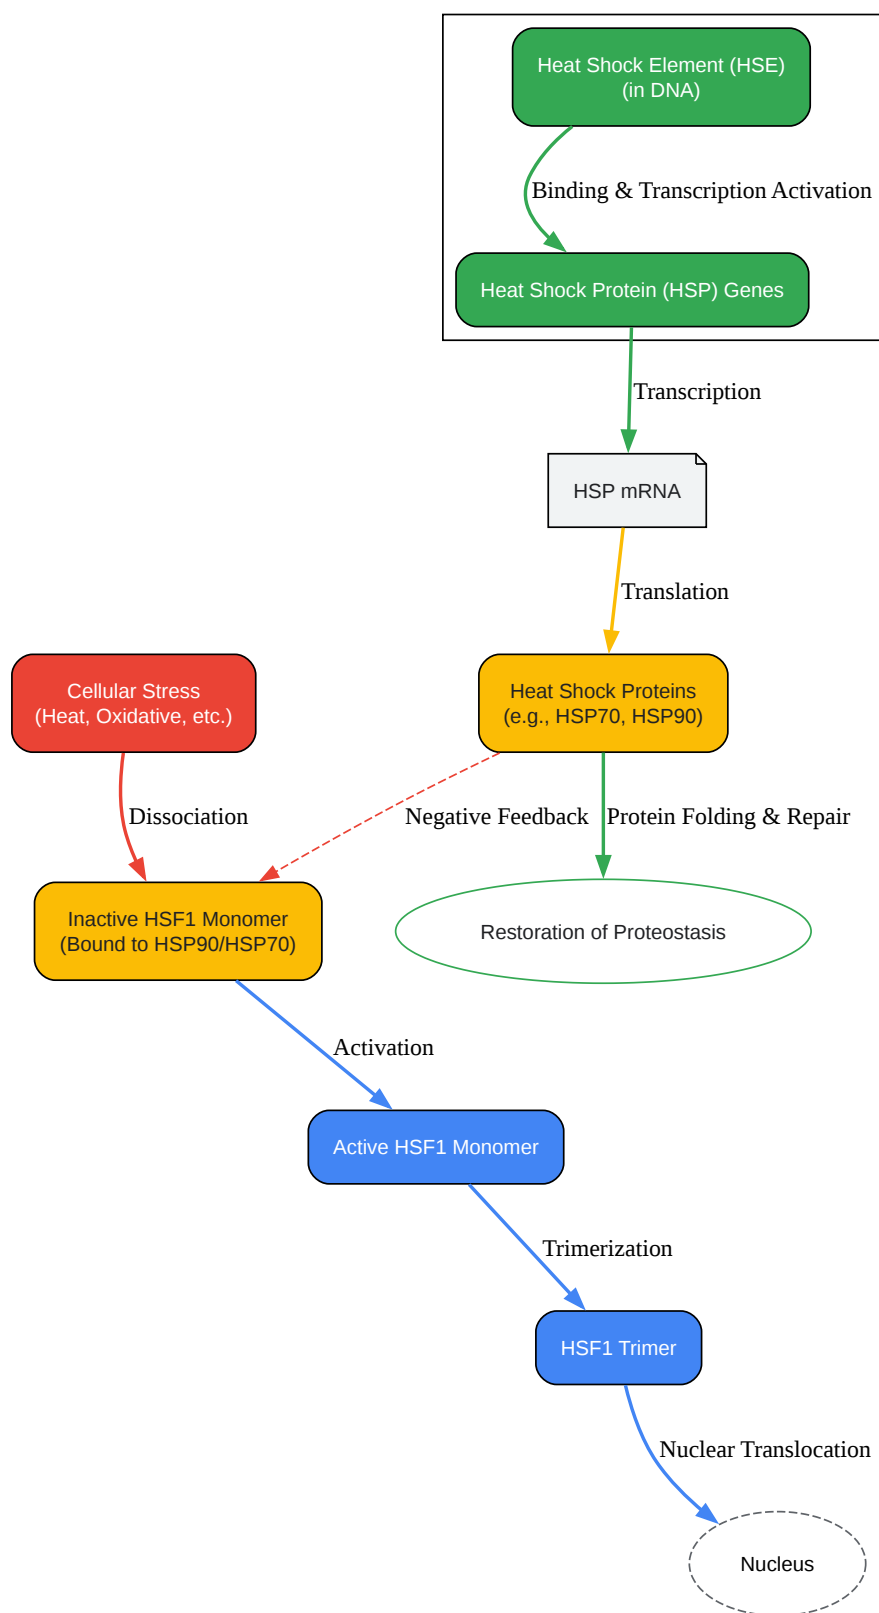 Heat Shock Element (HSE)
(in DNA)
Binding & Transcription Activation
Heat Shock Protein (HSP) Genes
Transcription
HSP mRNA
Translation
Cellular Stress
(Heat, Oxidative, etc.)
Heat Shock Proteins
(e.g., HSP70, HSP90)
Dissociation
Negative Feedback
Protein Folding & Repair
Inactive HSF1 Monomer
(Bound to HSP90/HSP70)
Restoration of Proteostasis
Activation
Active HSF1 Monomer
Trimerization
HSF1 Trimer
Nuclear Translocation
Nucleus